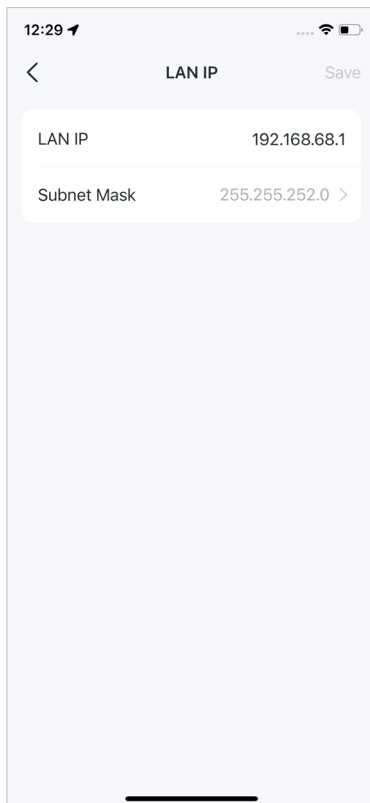 12:29
LAN IP
Save
LAN IP 192.168.68.1
Subnet Mask 255.255.252.0